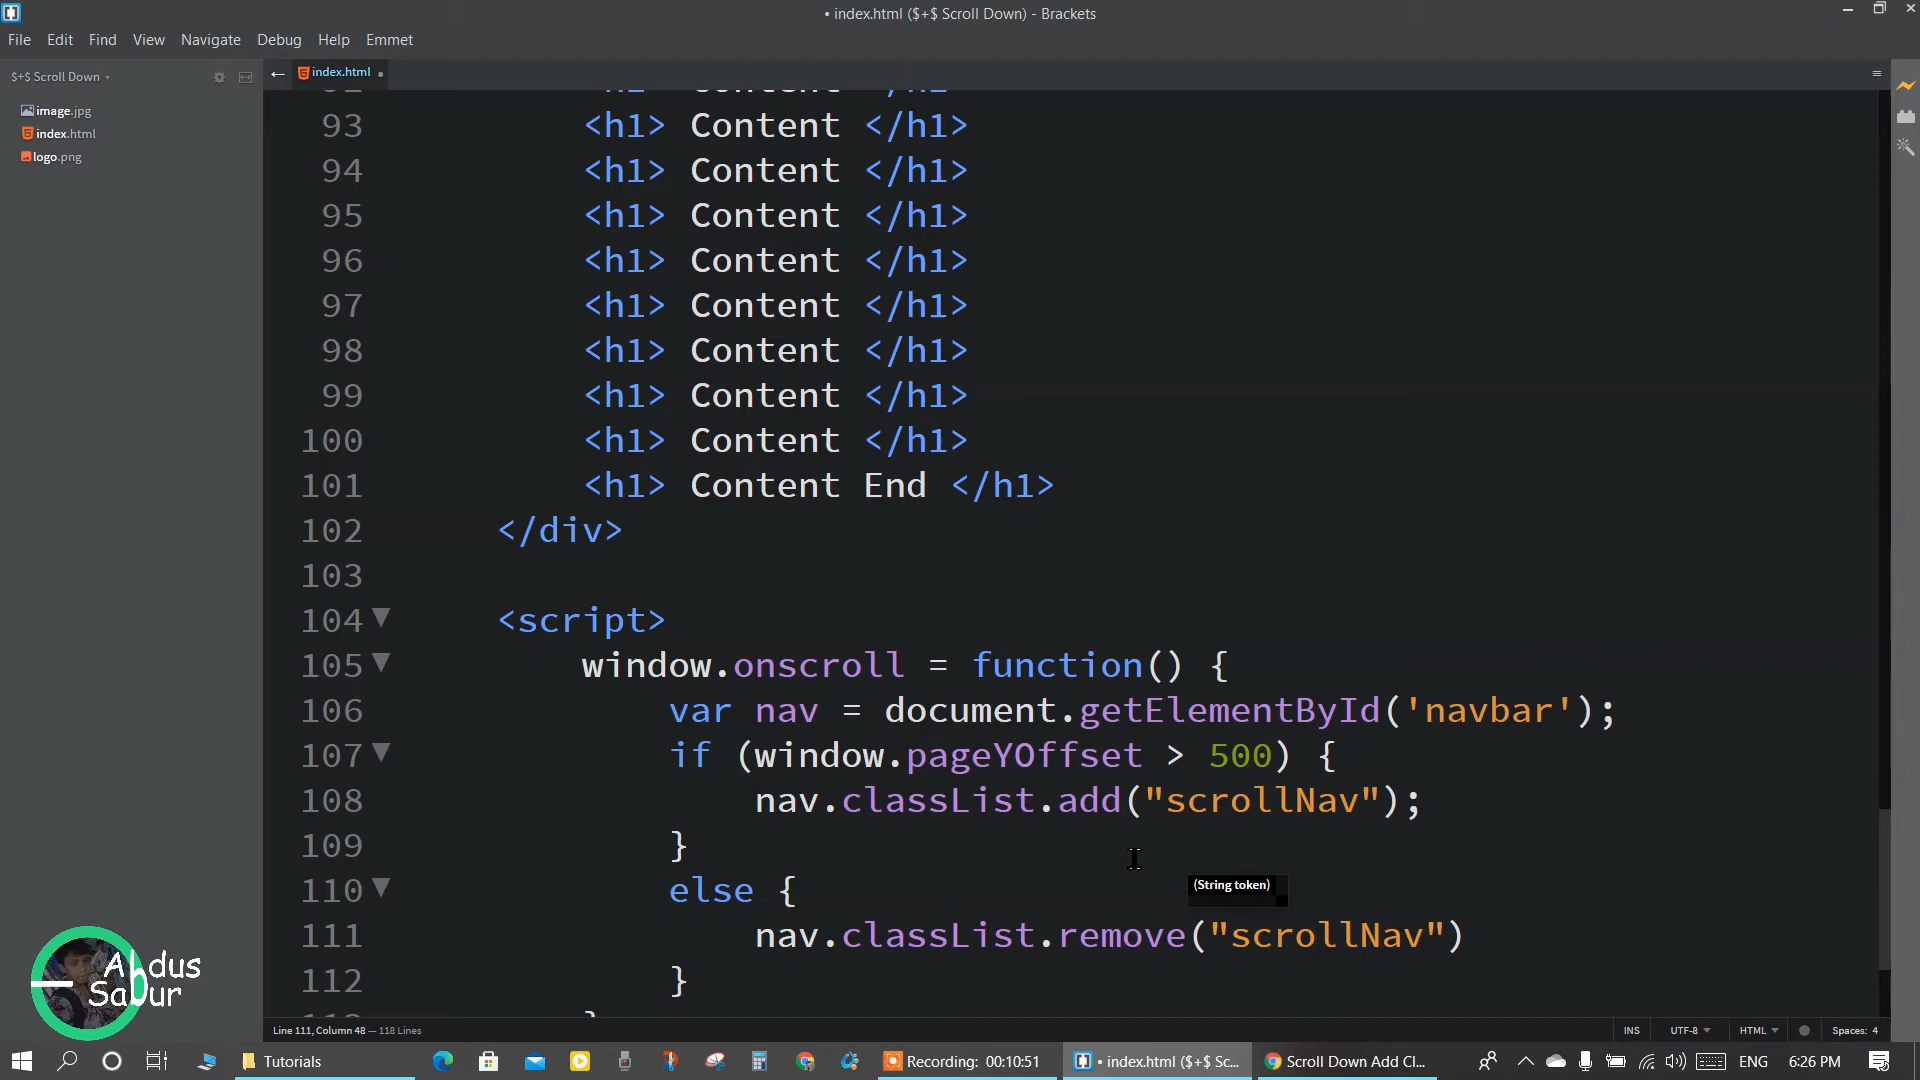 • index.html ($+$ Scroll Down) - Brackets
File Edit Find View Navigate Debug Help Emmet
$+$ Scroll Down
index.html •
image.jpg
index.html
logo.png
93 <h1> Content </h1>
94 <h1> Content </h1>
95 <h1> Content </h1>
96 <h1> Content </h1>
97 <h1> Content </h1>
98 <h1> Content </h1>
99 <h1> Content </h1>
100 <h1> Content </h1>
101 <h1> Content End </h1>
102 </div>
103
104 <script>
105 window.onscroll = function() {
106 var nav = document.getElementById('navbar');
107 if (window.pageYOffset > 500) {
108 nav.classList.add("scrollNav");
109 }
(String token)
110 else {
111 nav.classList.remove("scrollNav")
112 }
Abdus
Sabur
Line 111, Column 48 — 118 Lines
INS UTF-8 HTML Spaces: 4
Tutorials
Recording: 00:10:51
• index.html ($+$ Sc...
Scroll Down Add Cl...
ENG 6:26 PM